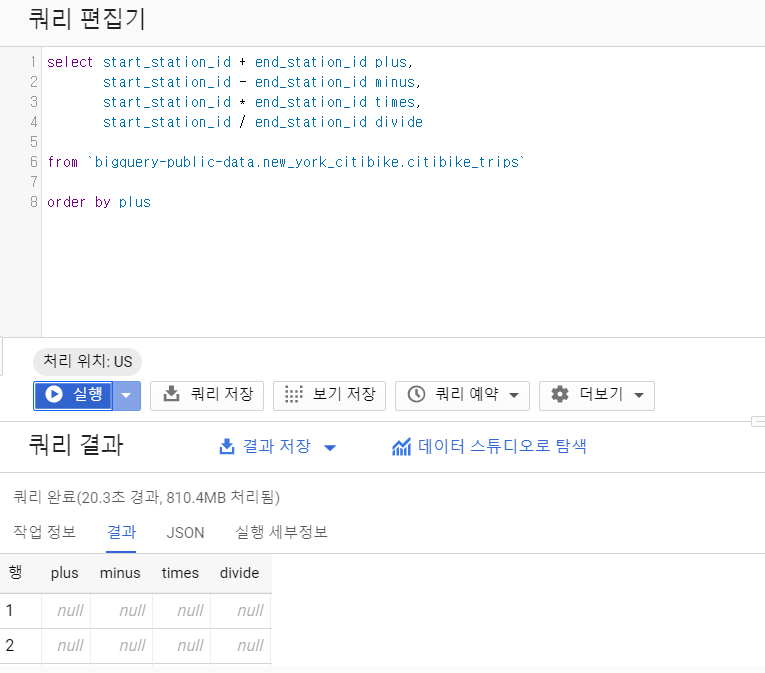 쿼리 편집기
1 select start_station_id + end_station_id plus,
2 start_station_id - end_station_id minus,
3 start_station_id * end_station_id times,
4 start_station_id / end_station_id divide
5
6 from `bigquery-public-data.new_york_citibike.citibike_trips`
7
8 order by plus
처리 위치: US
실행 쿼리 저장 보기 저장 쿼리 예약 더보기
쿼리 결과 결과 저장 데이터 스튜디오로 탐색
쿼리 완료(20.3초 경과, 810.4MB 처리됨)
작업 정보 결과 JSON 실행 세부정보
행 plus minus times divide
1 null null null null
2 null null null null